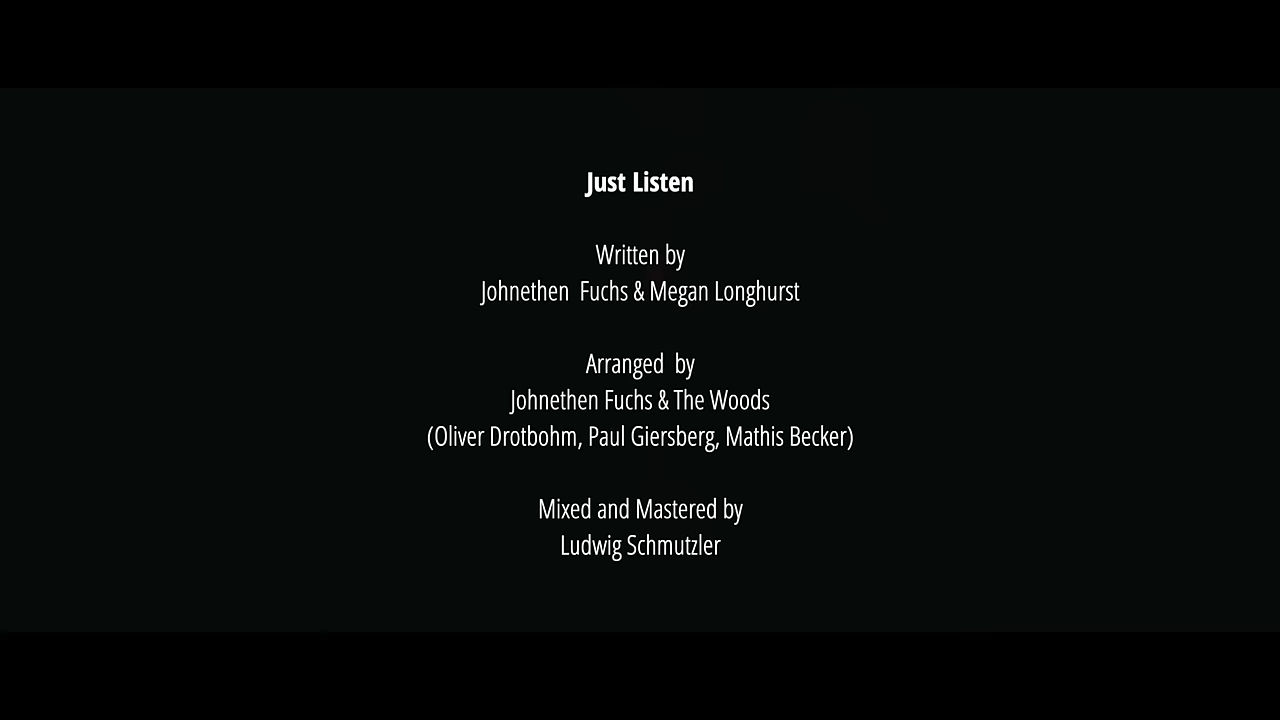 Just Listen
Written by
Johnethen  Fuchs & Megan Longhurst
Arranged  by
Johnethen Fuchs & The Woods
(Oliver Drotbohm, Paul Giersberg, Mathis Becker)
Mixed and Mastered by
Ludwig Schmutzler